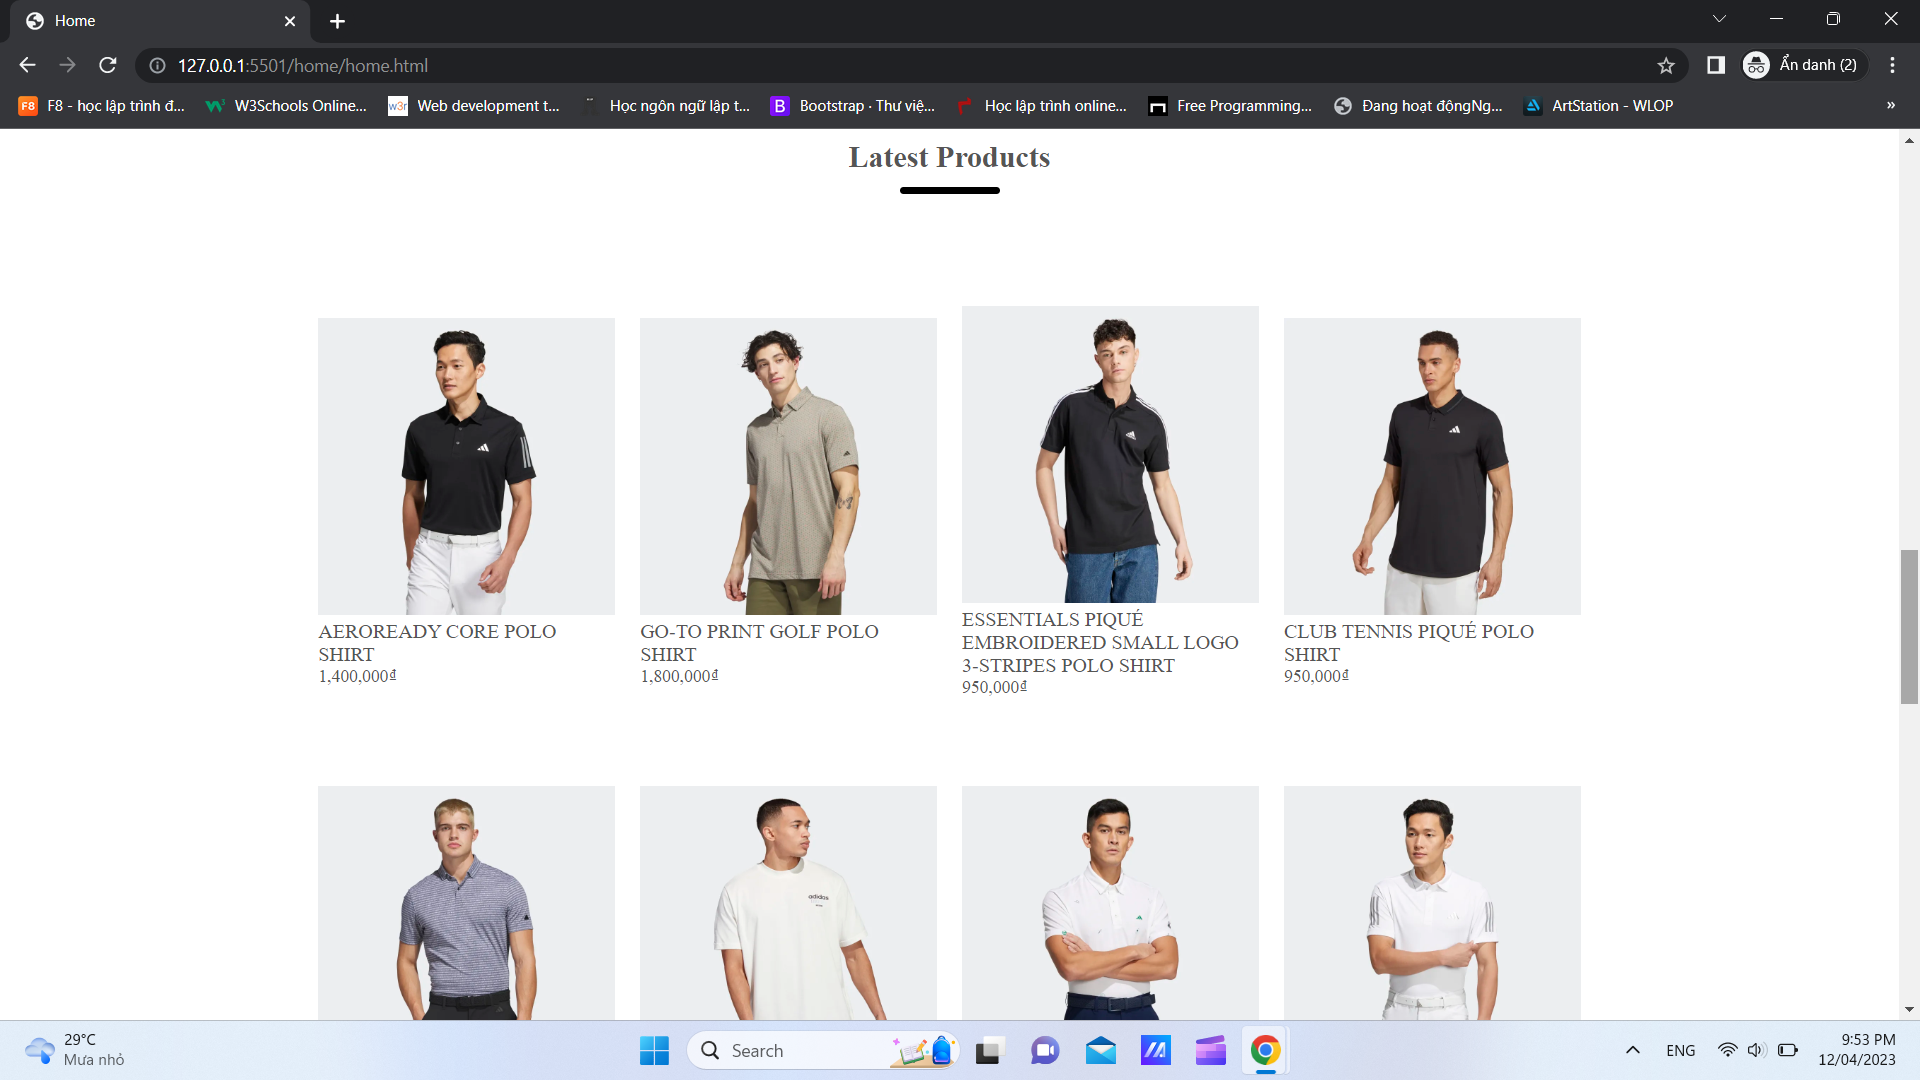 Home
127.0.0.1:5501/home/home.html
Ẩn danh (2)
F8 - học lập trình đ...
W3Schools Online...
Web development t...
Học ngôn ngữ lập t...
Bootstrap · Thư việ...
Học lập trình online...
Free Programming...
Đang hoạt độngNg...
ArtStation - WLOP
»
Latest Products
AEROREADY CORE POLO
SHIRT
1,400,000₫
GO-TO PRINT GOLF POLO
SHIRT
1,800,000₫
ESSENTIALS PIQUÉ
EMBROIDERED SMALL LOGO
3-STRIPES POLO SHIRT
950,000₫
CLUB TENNIS PIQUÉ POLO
SHIRT
950,000₫
adidas
29°C
Mưa nhỏ
Search
ENG
9:53 PM
12/04/2023